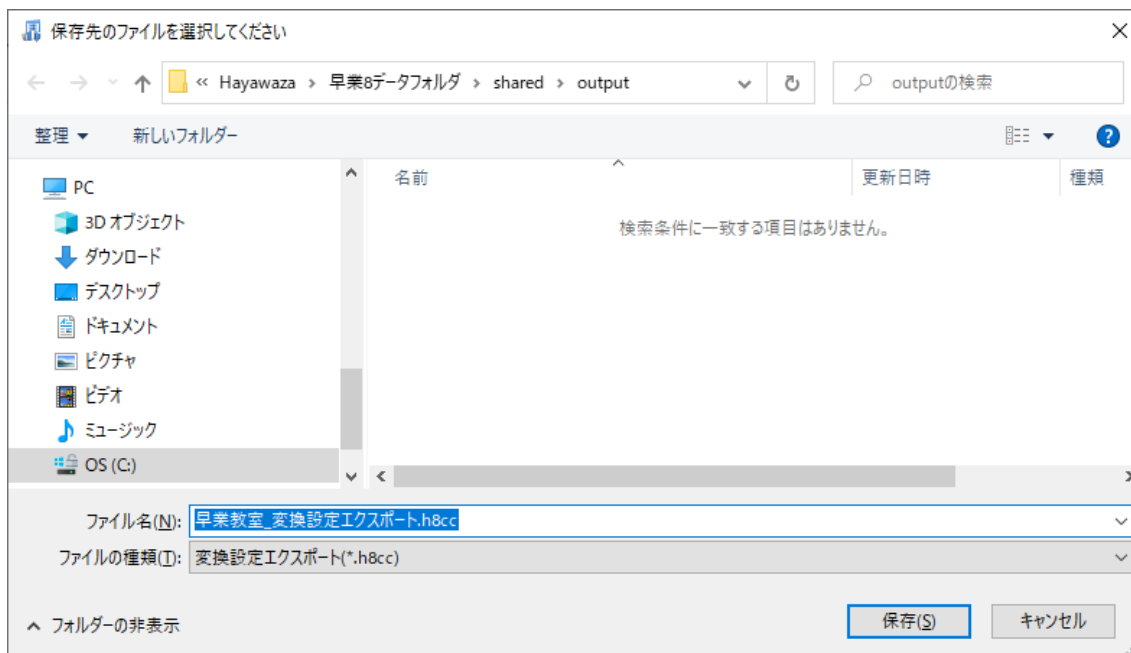 保存先のファイルを選択してください
« Hayawaza › 早業8データフォルダ › shared › output
outputの検索
整理 新しいフォルダー
名前 更新日時 種類
検索条件に一致する項目はありません。
PC
3D オブジェクト
ダウンロード
デスクトップ
ドキュメント
ピクチャ
ビデオ
ミュージック
OS (C:)
ファイル名(N): 早業教室_変換設定エクスポート.h8cc
ファイルの種類(T): 変換設定エクスポート(*.h8cc)
フォルダーの非表示 保存(S) キャンセル